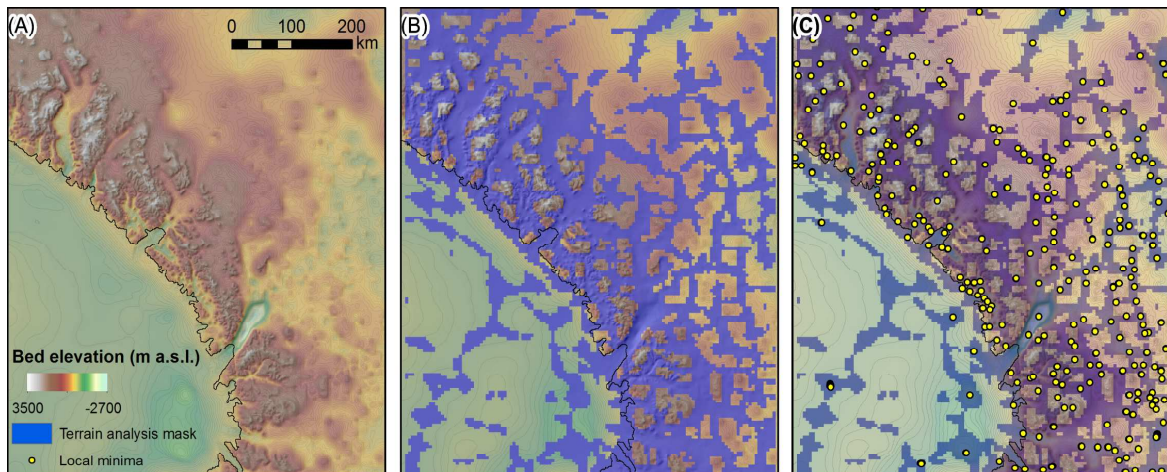 (A)
0 100 200
km
Bed elevation (m a.s.l.)
3500 -2700
Terrain analysis mask
Local minima
(B)
(C)